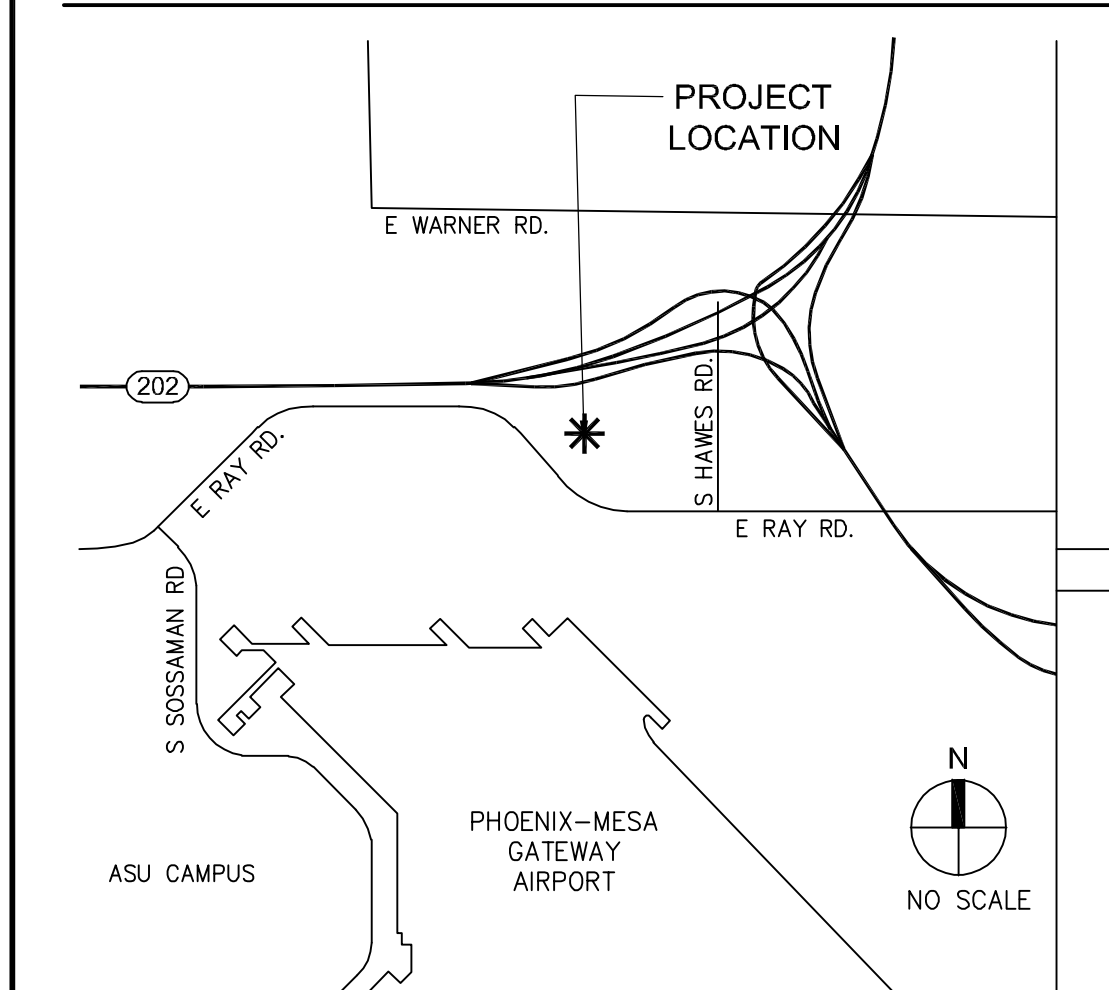 PROJECT
LOCATION
E WARNER RD.
202
S HAWES RD.
E RAY RD.
E RAY RD.
S SOSSAMAN RD
N
PHOENIX-MESA
GATEWAY
AIRPORT
ASU CAMPUS
NO SCALE